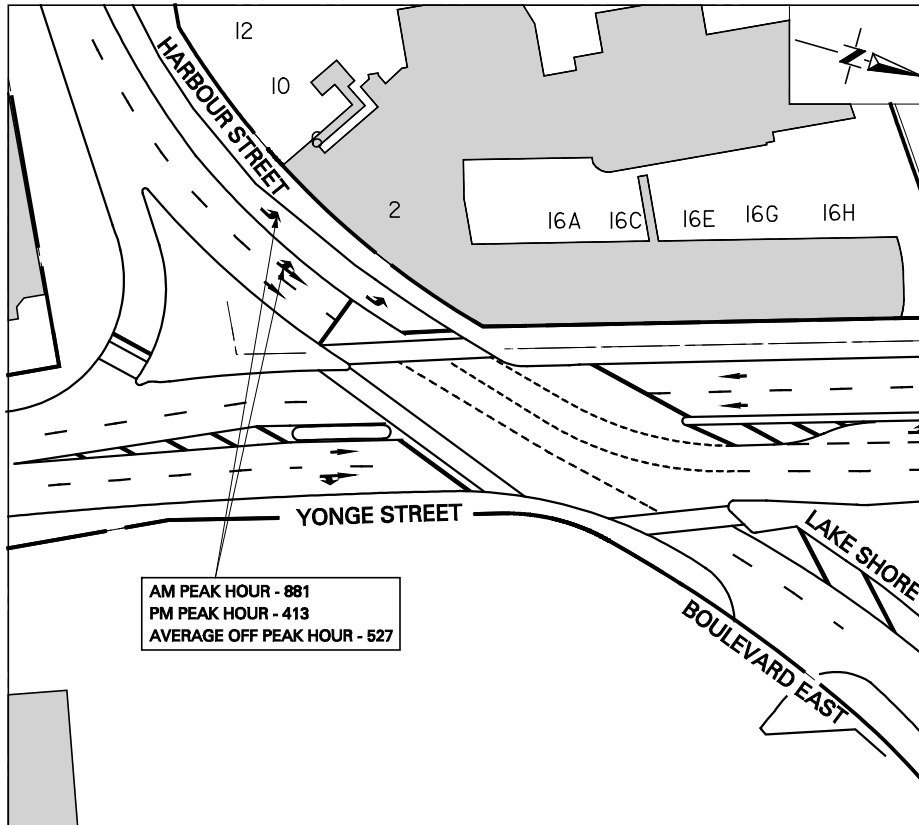 12
HARBOUR STREET
10
6
2
16A 16C 16E 16G 16H
N
YONGE STREET
LAKE SHORE
BOULEVARD EAST
AM PEAK HOUR - 881
PM PEAK HOUR - 413
AVERAGE OFF PEAK HOUR - 527